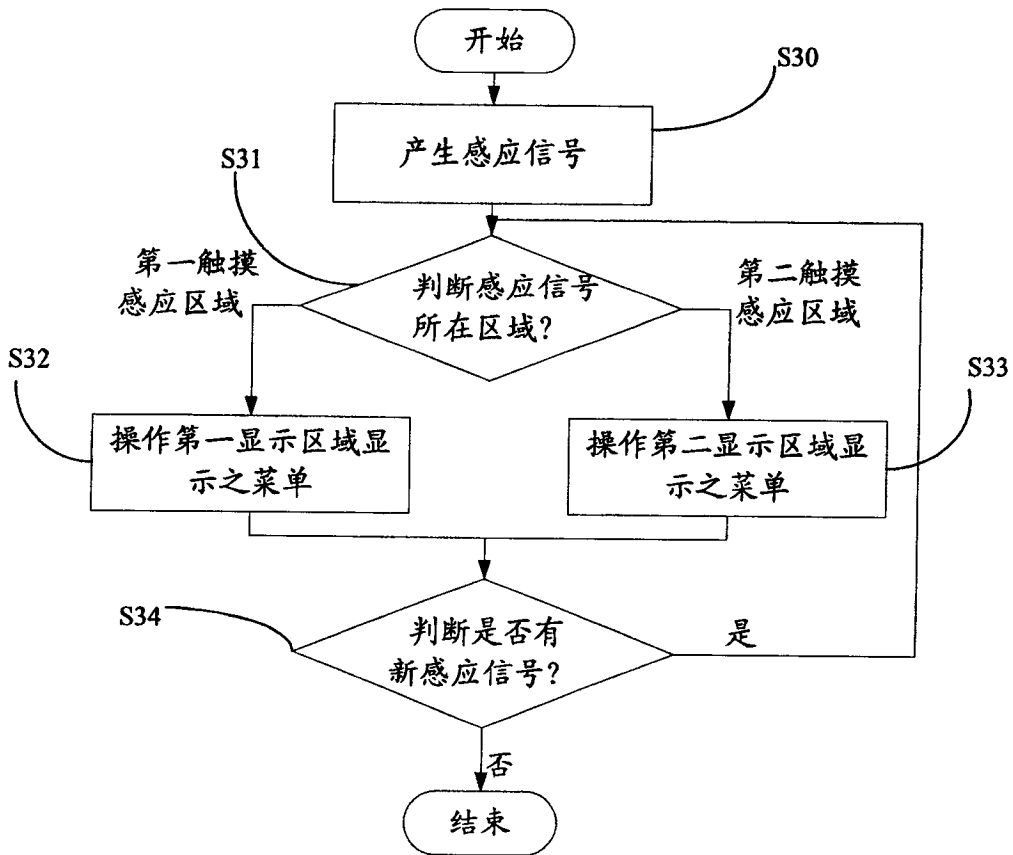 开始
S30
产生感应信号
S31
第一触摸
感应区域
判断感应信号
所在区域?
第二触摸
感应区域
S32
操作第一显示区域显
示之菜单
S33
操作第二显示区域显
示之菜单
S34
判断是否有
新感应信号?
是
否
结束